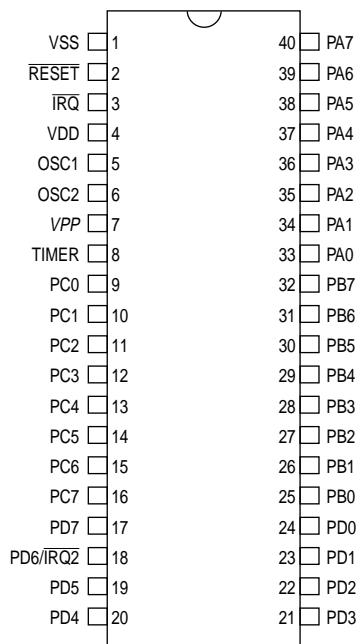 VSS 1 40 PA7
R̅E̅S̅E̅T̅ 2 39 PA6
I̅R̅Q̅ 3 38 PA5
VDD 4 37 PA4
OSC1 5 36 PA3
OSC2 6 35 PA2
VPP 7 34 PA1
TIMER 8 33 PA0
PC0 9 32 PB7
PC1 10 31 PB6
PC2 11 30 PB5
PC3 12 29 PB4
PC4 13 28 PB3
PC5 14 27 PB2
PC6 15 26 PB1
PC7 16 25 PB0
PD7 17 24 PD0
PD6/I̅R̅Q̅2̅ 18 23 PD1
PD5 19 22 PD2
PD4 20 21 PD3